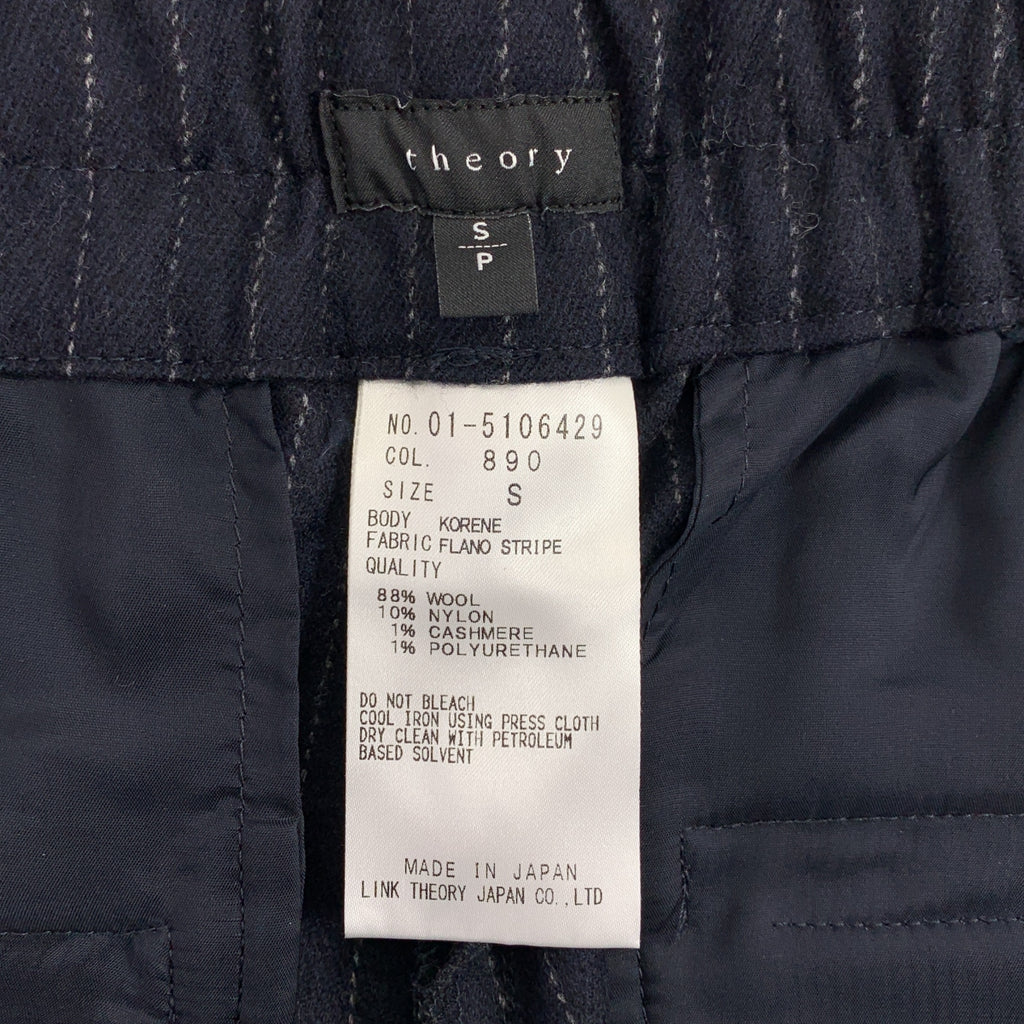 theory
S
P
NO. 01-5106429
COL. 890
SIZE S
BODY KORENE
FABRIC FLANO STRIPE
QUALITY
88% WOOL
10% NYLON
1% CASHMERE
1% POLYURETHANE
DO NOT BLEACH
COOL IRON USING PRESS CLOTH
DRY CLEAN WITH PETROLEUM
BASED SOLVENT
MADE IN JAPAN
LINK THEORY JAPAN CO.,LTD